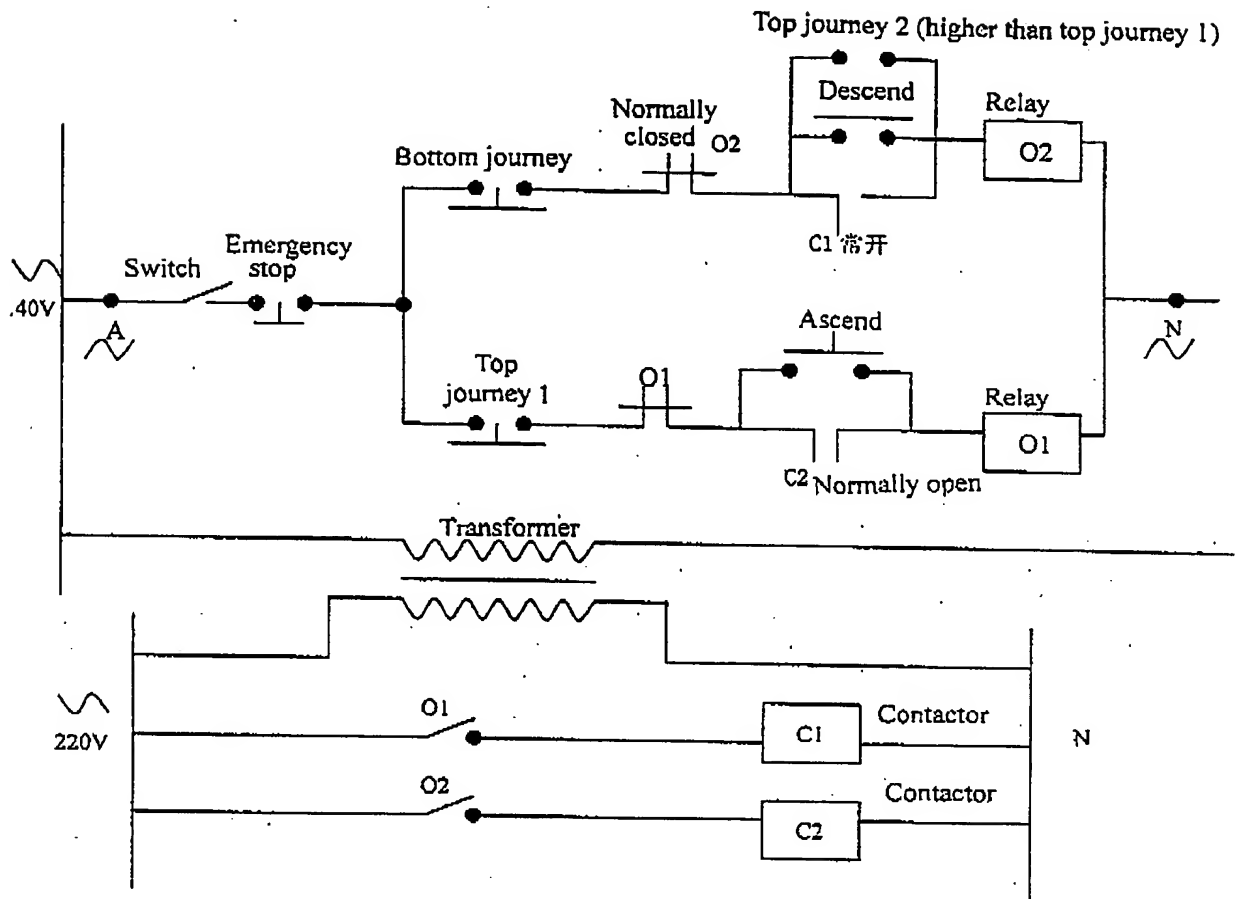 Top journey 2 (higher than top journey 1)
Descend
Normally
closed
O2
Relay
O2
Bottom journey
C1 常开
Switch
Emergency
stop
.40V
A
N
Ascend
Top
journey 1
O1
Relay
O1
C2 Normally open
Transformer
220V
O1
C1
Contactor
N
O2
C2
Contactor